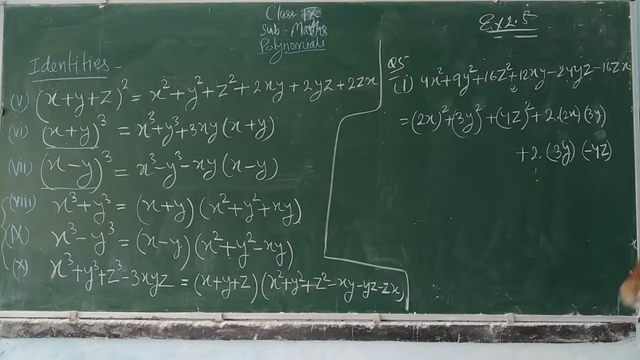 Class IX
Sub - Maths
Polynomials
Ex 2.5
Identities -
(v) (x+y+z)² = x²+y²+z²+2xy+2yz+2zx
(vi) (x+y)³ = x³+y³+3xy(x+y)
(vii) (x-y)³ = x³-y³-xy(x-y)
(viii) x³+y³ = (x+y)(x²+y²+xy)
(ix) x³-y³ = (x-y)(x²+y²-xy)
(x) x³+y³+z³-3xyz = (x+y+z)(x²+y²+z²-xy-yz-zx)
Q5
(i) 4x²+9y²+16z²+12xy-24yz-16zx
= (2x)²+(3y)²+(4z)²+2.(2x)(3y)
+2.(3y)(-4z)